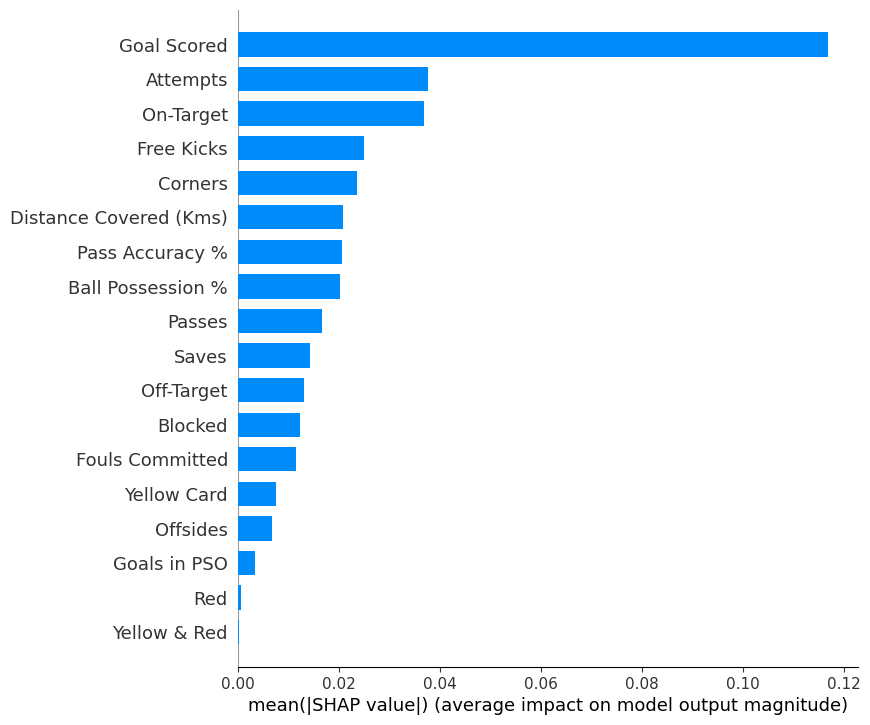 Goal Scored
Attempts
On-Target
Free Kicks
Corners
Distance Covered (Kms)
Pass Accuracy %
Ball Possession %
Passes
Saves
Off-Target
Blocked
Fouls Committed
Yellow Card
Offsides
Goals in PSO
Red
Yellow & Red
0.00 0.02 0.04 0.06 0.08 0.10 0.12
mean(|SHAP value|) (average impact on model output magnitude)